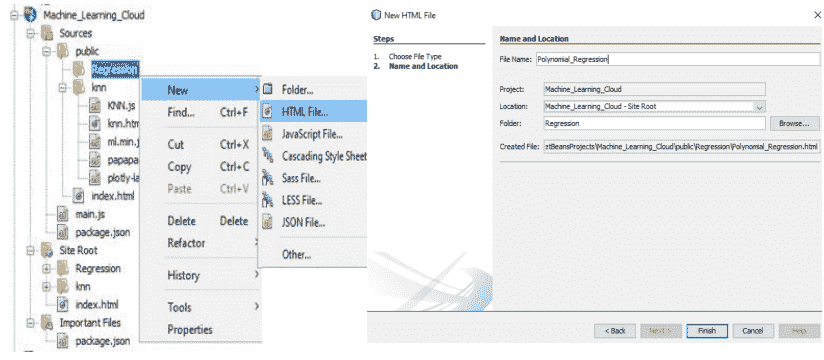 Machine_Learning_Cloud
Sources
public
Regression
knn
KNN.js
knn.htm
ml.min.j
papapa
plotly-la
index.html
main.js
package.json
Site Root
Regression
knn
index.html
Important Files
package.json
New
Find... Ctrl+F
Cut Ctrl+X
Copy Ctrl+C
Paste Ctrl+V
Delete Delete
Refactor
History
Tools
Properties
Folder...
HTML File...
JavaScript File...
Cascading Style Sheet
Sass File...
LESS File...
JSON File...
Other...
New HTML File
Steps
1. Choose File Type
2. Name and Location
Name and Location
File Name: Polynomial_Regression
Project: Machine_Learning_Cloud
Location: Machine_Learning_Cloud - Site Root
Folder: Regression Browse...
Created File: etBeansProjects\Machine_Learning_Cloud\public\Regression\Polynomial_Regression.html
< Back Next > Finish Cancel Help